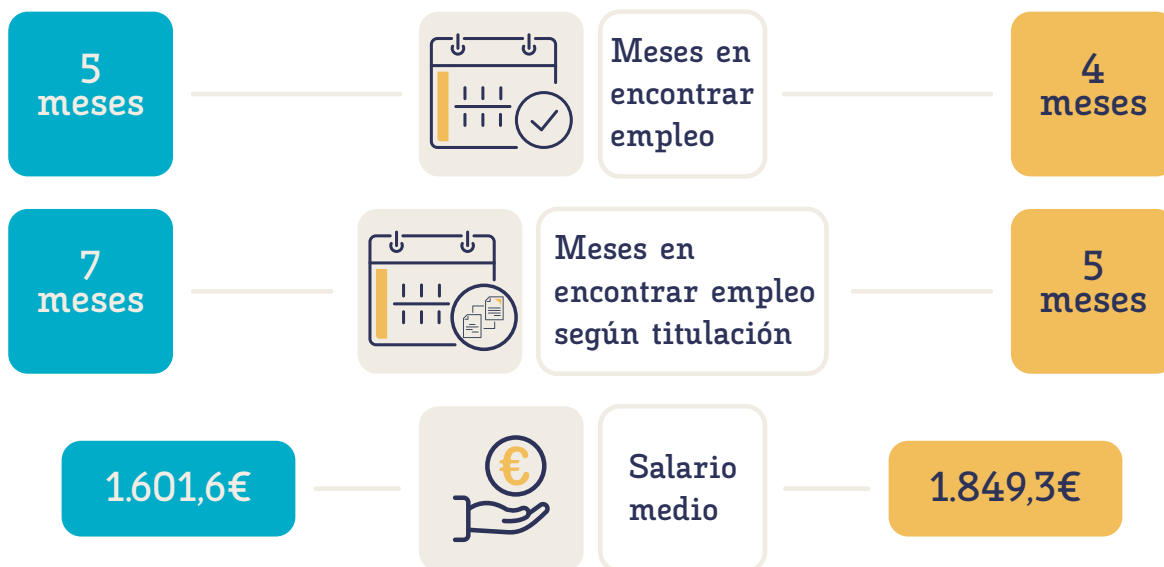 5
meses
Meses en
encontrar
empleo
4
meses
7
meses
Meses en
encontrar empleo
según titulación
5
meses
1.601,6€
€
Salario
medio
1.849,3€